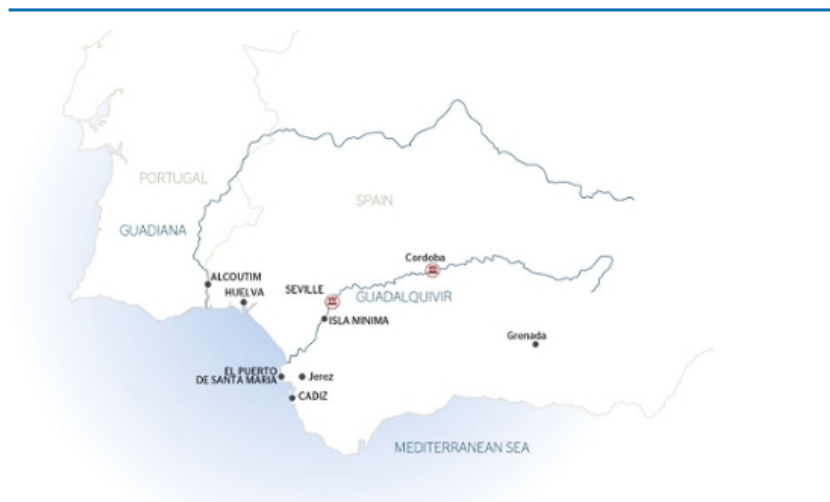 PORTUGAL
SPAIN
GUADIANA
Cordoba
ALCOUTIM
HUELVA
SEVILLE
GUADALQUIVIR
ISLA MINIMA
Grenada
EL PUERTO
DE SANTA MARIA
Jerez
CADIZ
MEDITERRANEAN SEA